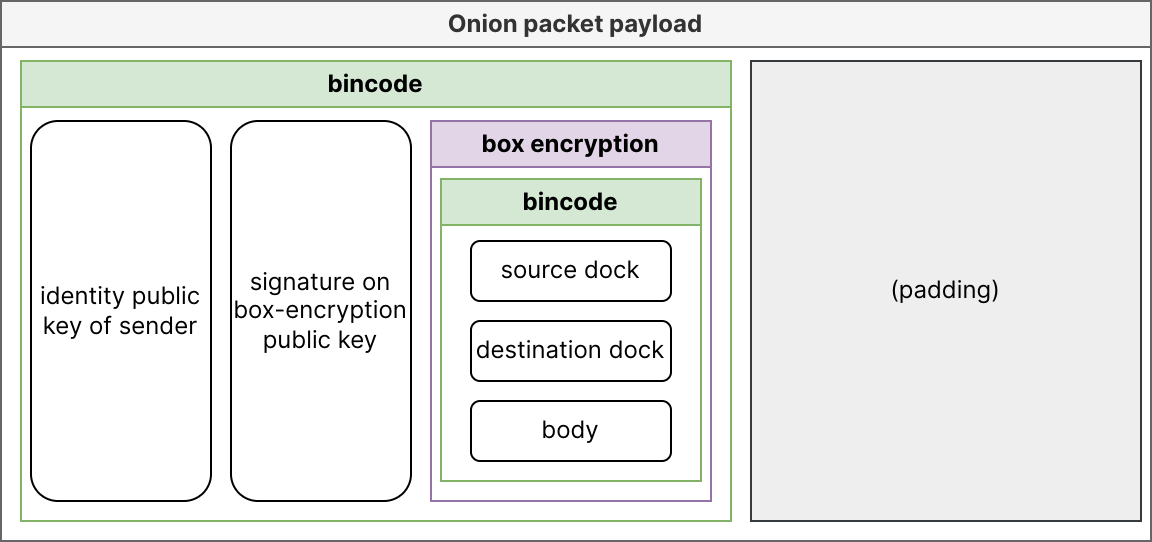 Onion packet payload
bincode
identity public
key of sender
signature on
box-encryption
public key
box encryption
bincode
source dock
destination dock
body
(padding)